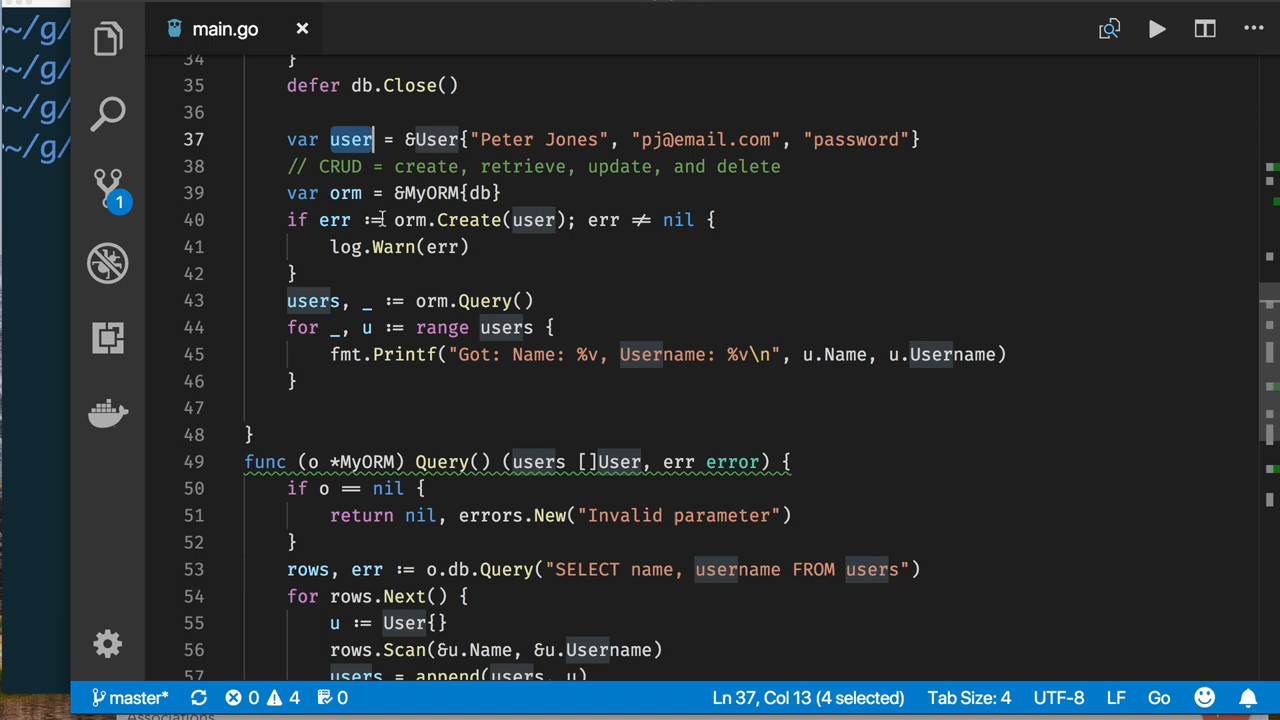 ~/g/
~/g/
~/g/
~/g/
main.go
34 }
35 defer db.Close()
36
37 var user = &User{"Peter Jones", "pj@email.com", "password"}
38 // CRUD = create, retrieve, update, and delete
39 var orm = &MyORM{db}
40 if err := orm.Create(user); err ≠ nil {
41 log.Warn(err)
42 }
43 users, _ := orm.Query()
44 for _, u := range users {
45 fmt.Printf("Got: Name: %v, Username: %v\n", u.Name, u.Username)
46 }
47
48 }
49 func (o *MyORM) Query() (users []User, err error) {
50 if o == nil {
51 return nil, errors.New("Invalid parameter")
52 }
53 rows, err := o.db.Query("SELECT name, username FROM users")
54 for rows.Next() {
55 u := User{}
56 rows.Scan(&u.Name, &u.Username)
57 users = append(users, u)
1
master* 0 4 0 Ln 37, Col 13 (4 selected) Tab Size: 4 UTF-8 LF Go
Associations